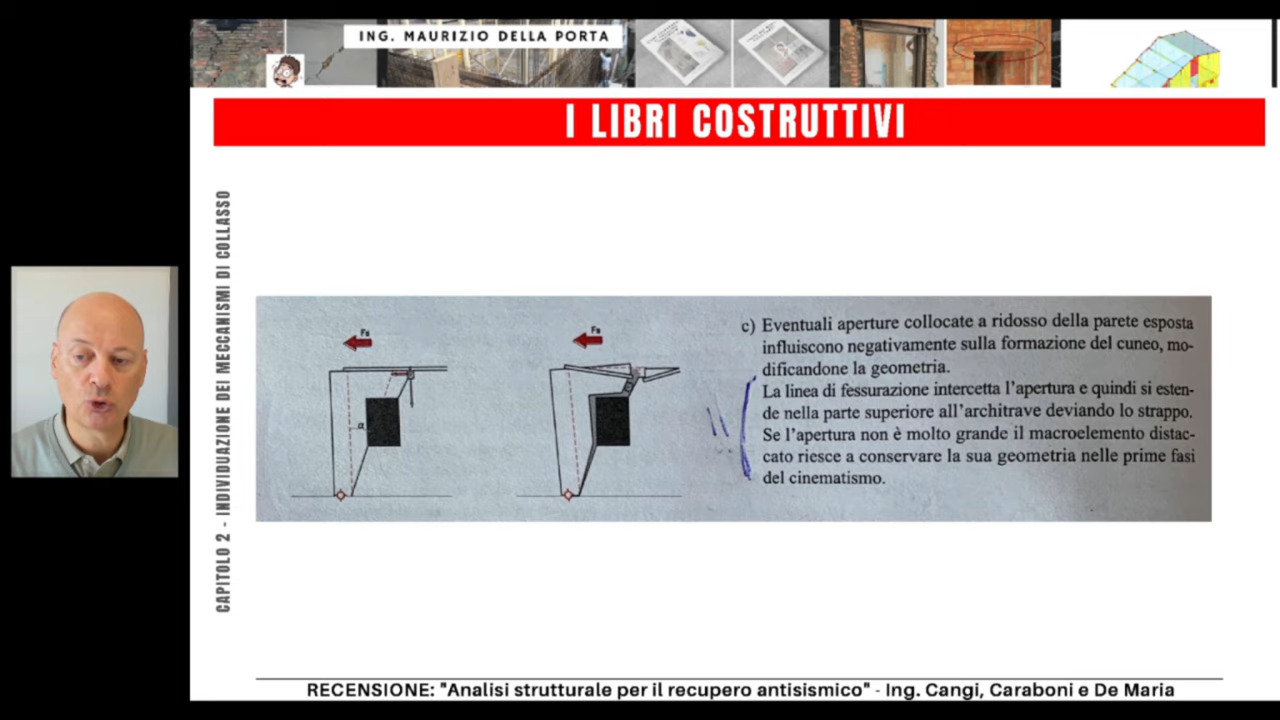 ING. MAURIZIO DELLA PORTA
I LIBRI COSTRUTTIVI
CAPITOLO 2 - INDIVIDUAZIONE DEI MECCANISMI DI COLLASSO
Fs
α
Fs
c) Eventuali aperture collocate a ridosso della parete esposta
influiscono negativamente sulla formazione del cuneo, mo-
dificandone la geometria.
La linea di fessurazione intercetta l'apertura e quindi si esten-
de nella parte superiore all'architrave deviando lo strappo.
Se l'apertura non è molto grande il macroelemento distac-
cato riesce a conservare la sua geometria nelle prime fasi
del cinematismo.
RECENSIONE: "Analisi strutturale per il recupero antisismico" - Ing. Cangi, Caraboni e De Maria